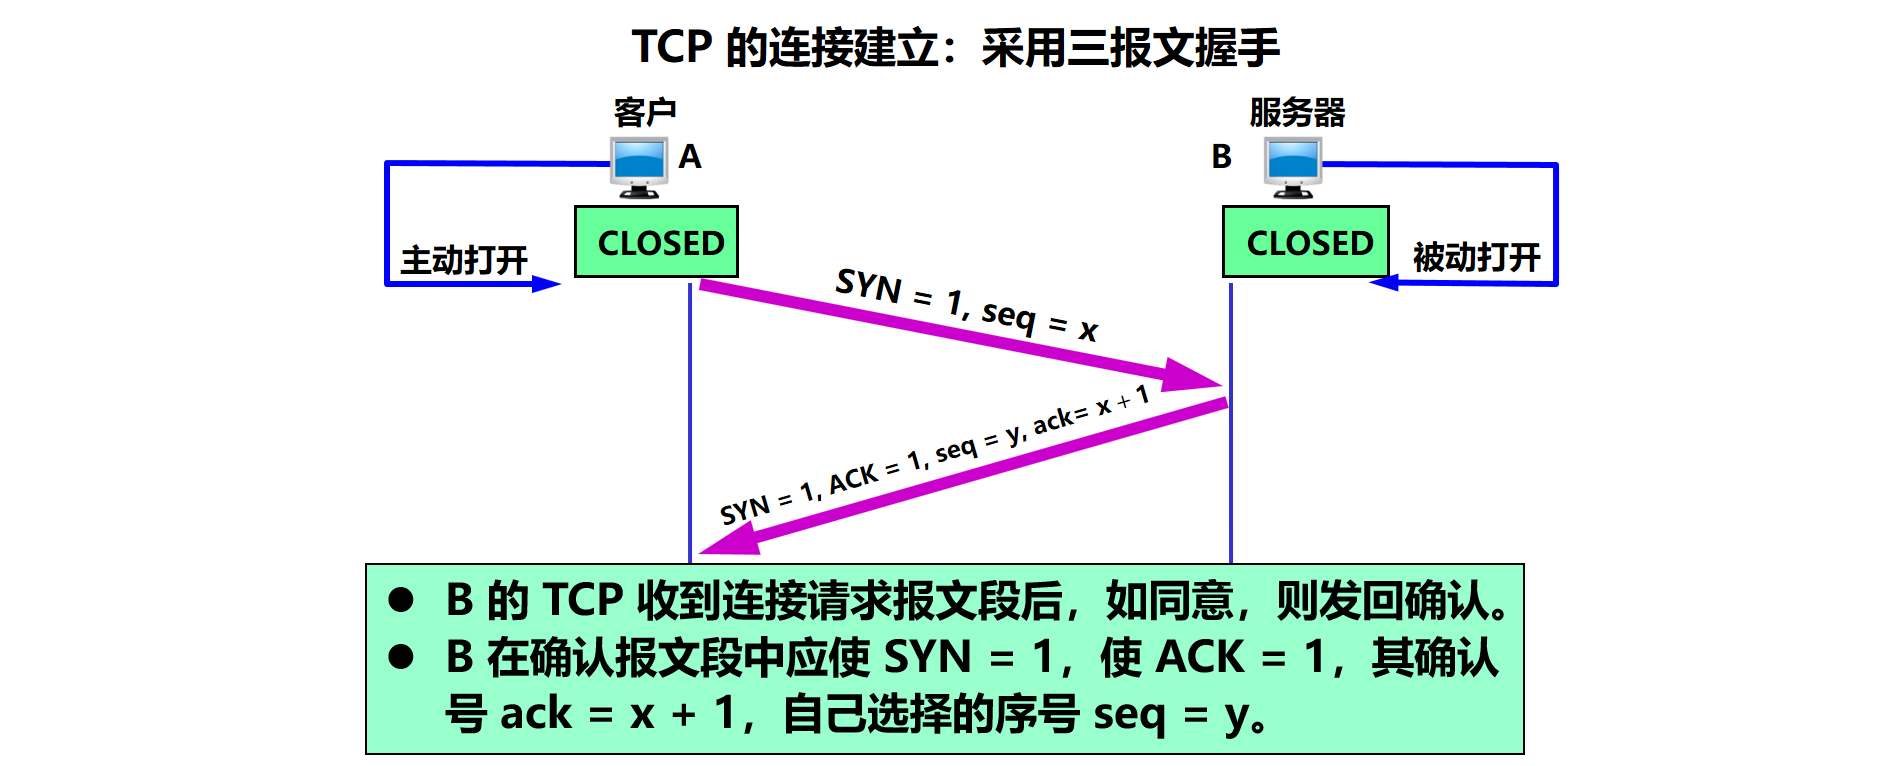 TCP 的连接建立：采用三报文握手
客户
服务器
A
B
CLOSED
CLOSED
主动打开
被动打开
SYN = 1, seq = x
SYN = 1, ACK = 1, seq = y, ack= x + 1
● B 的 TCP 收到连接请求报文段后，如同意，则发回确认。
● B 在确认报文段中应使 SYN = 1，使 ACK = 1，其确认
号 ack = x + 1，自己选择的序号 seq = y。